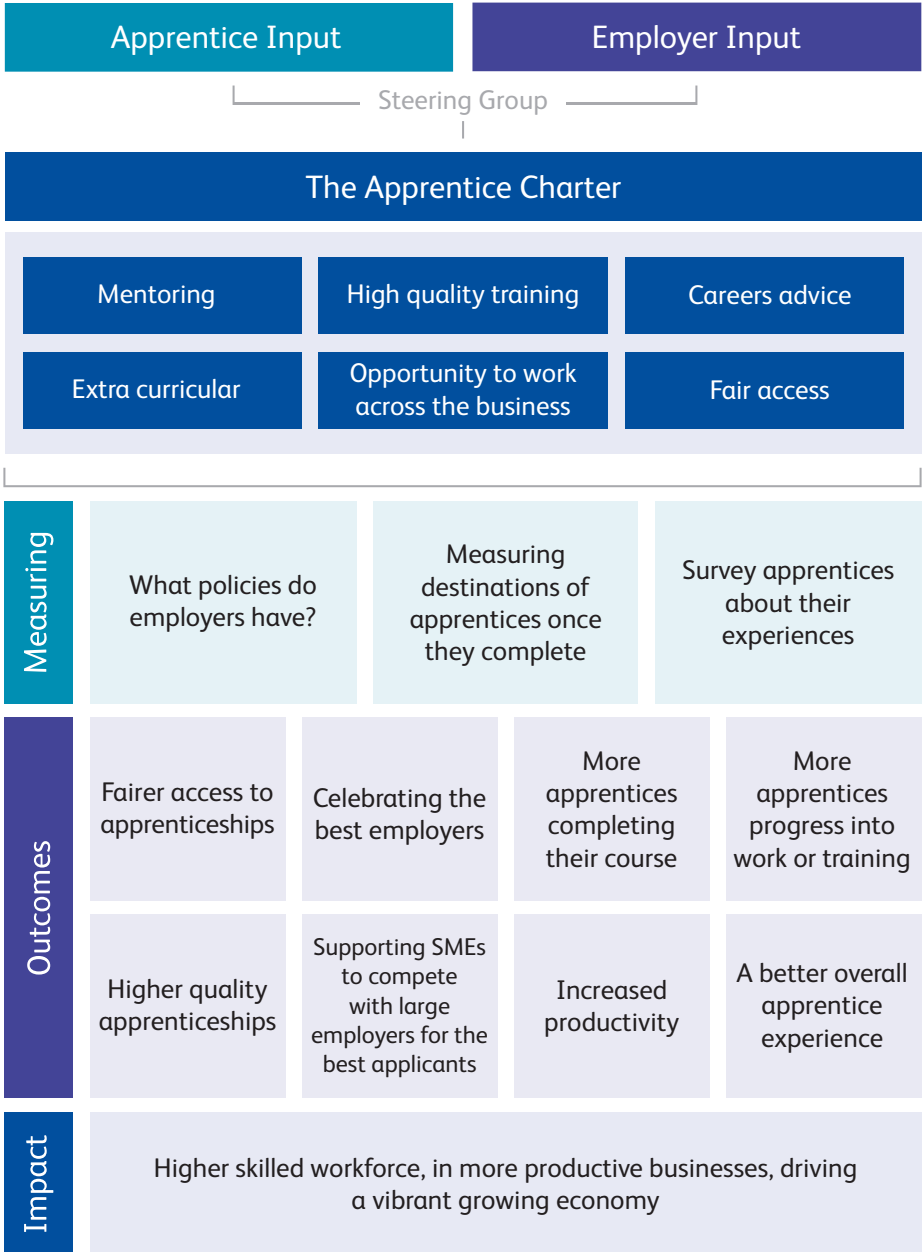 Apprentice Input
Employer Input
Steering Group
The Apprentice Charter
Mentoring
High quality training
Careers advice
Extra curricular
Opportunity to work
across the business
Fair access
Measuring
What policies do
employers have?
Measuring
destinations of
apprentices once
they complete
Survey apprentices
about their
experiences
Outcomes
Fairer access to
apprenticeships
Celebrating the
best employers
More
apprentices
completing
their course
More
apprentices
progress into
work or training
Higher quality
apprenticeships
Supporting SMEs
to compete
with large
employers for the
best applicants
Increased
productivity
A better overall
apprentice
experience
Impact
Higher skilled workforce, in more productive businesses, driving
a vibrant growing economy